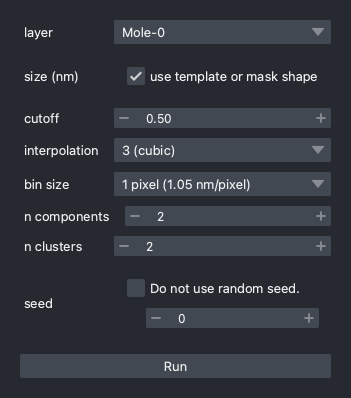 layer Mole-0
size (nm) use template or mask shape
cutoff − 0.50 +
interpolation 3 (cubic)
bin size 1 pixel (1.05 nm/pixel)
n components − 2 +
n clusters − 2 +
Do not use random seed.
seed
− 0 +
Run